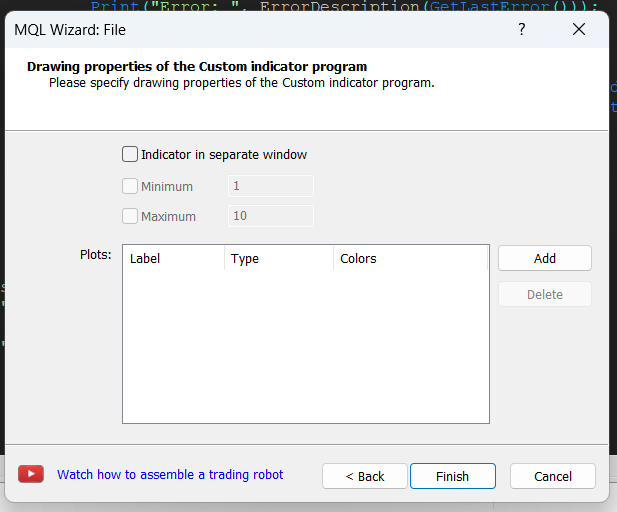 Print("Error: ", ErrorDescription(GetLastError()));
MQL Wizard: File
?
Drawing properties of the Custom indicator program
Please specify drawing properties of the Custom indicator program.
Indicator in separate window
Minimum 1
Maximum 10
Plots:
Label Type Colors
Add
Delete
Watch how to assemble a trading robot
< Back Finish Cancel